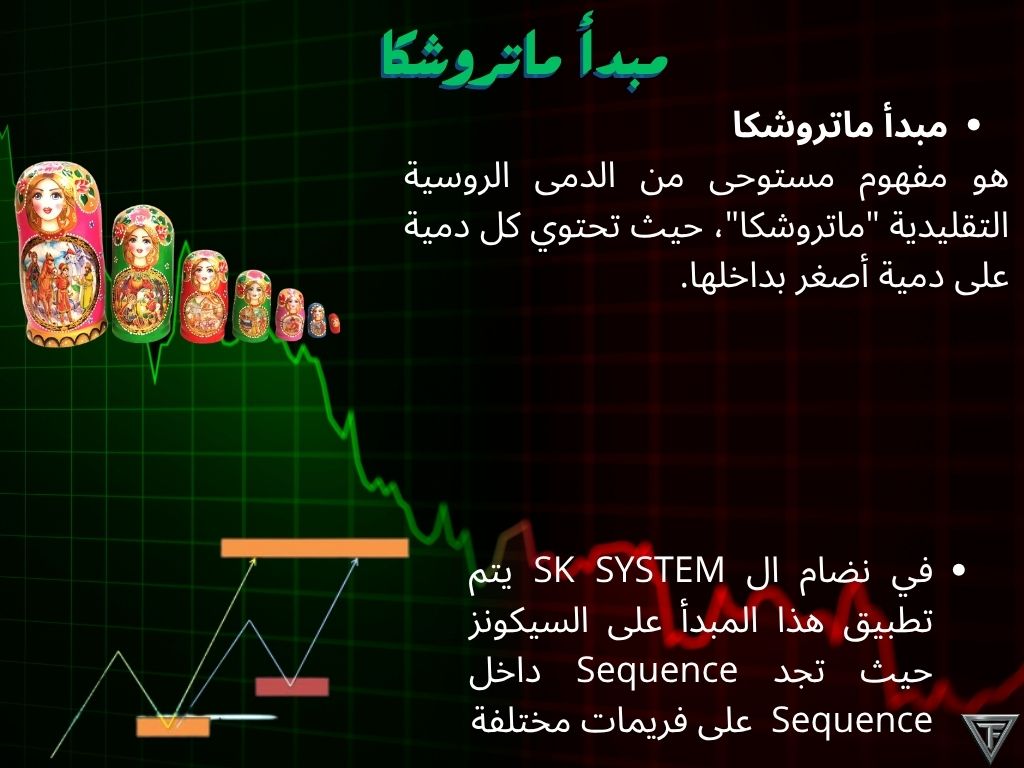 مبدأ ماتروشكا
• مبدأ ماتروشكا
هو مفهوم مستوحى من الدمى الروسية
التقليدية "ماتروشكا"، حيث تحتوي كل دمية
على دمية أصغر بداخلها.
• في نضام ال SK SYSTEM يتم
تطبيق هذا المبدأ على السيكونز
حيث تجد Sequence داخل
Sequence على فريمات مختلفة